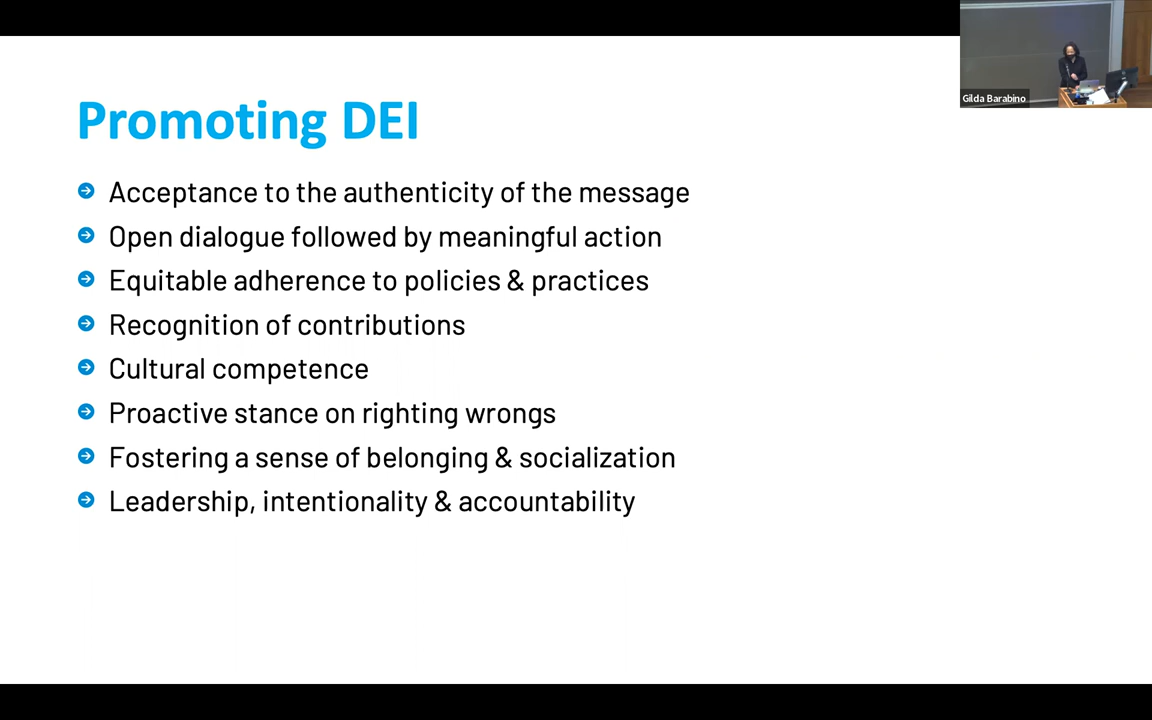 Promoting DEI
Acceptance to the authenticity of the message
Open dialogue followed by meaningful action
Equitable adherence to policies & practices
Recognition of contributions
Cultural competence
Proactive stance on righting wrongs
Fostering a sense of belonging & socialization
Leadership, intentionality & accountability
Gilda Barabino